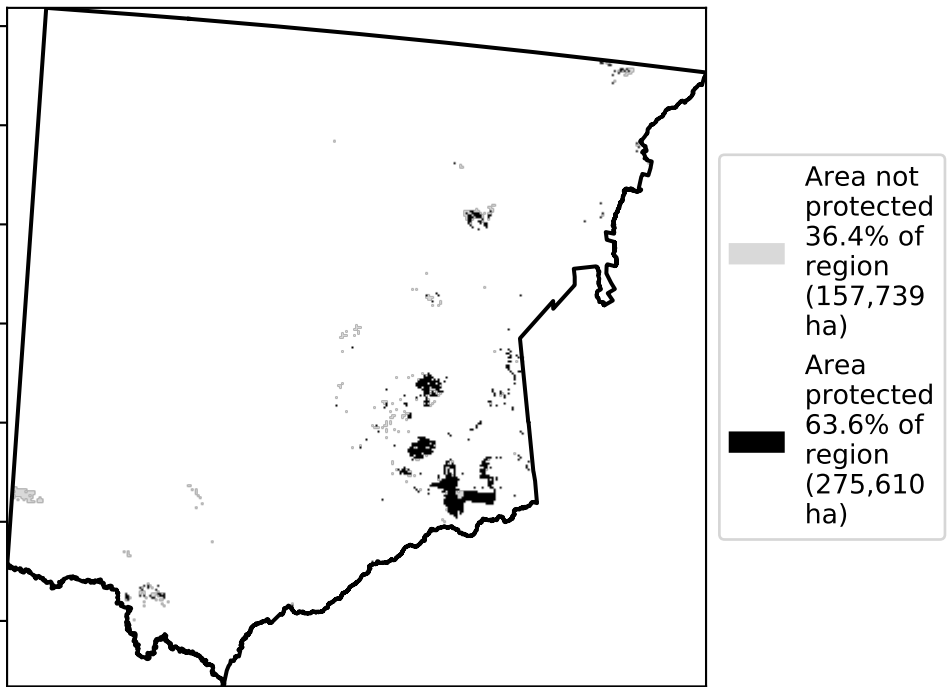 Area not
protected
36.4% of
region
(157,739
ha)
Area
protected
63.6% of
region
(275,610
ha)